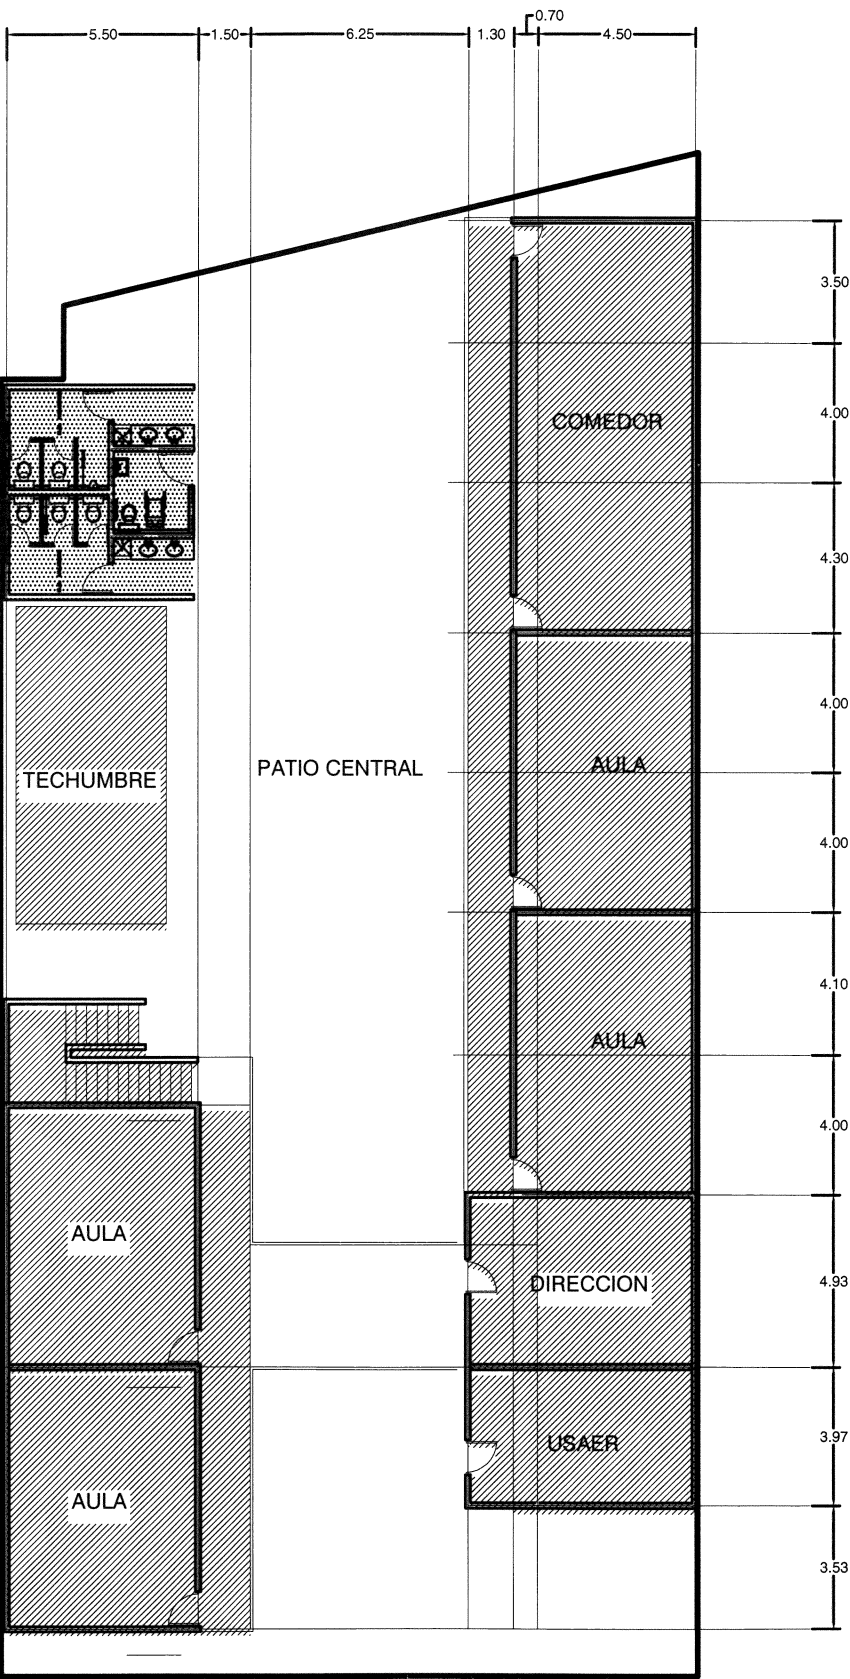 0.70
5.50 1.50 6.25 1.30 4.50
3.50
4.00
COMEDOR
4.30
4.00
AULA
PATIO CENTRAL
TECHUMBRE
4.00
4.10
AULA
4.00
AULA
DIRECCION
4.93
3.97
USAER
AULA
3.53